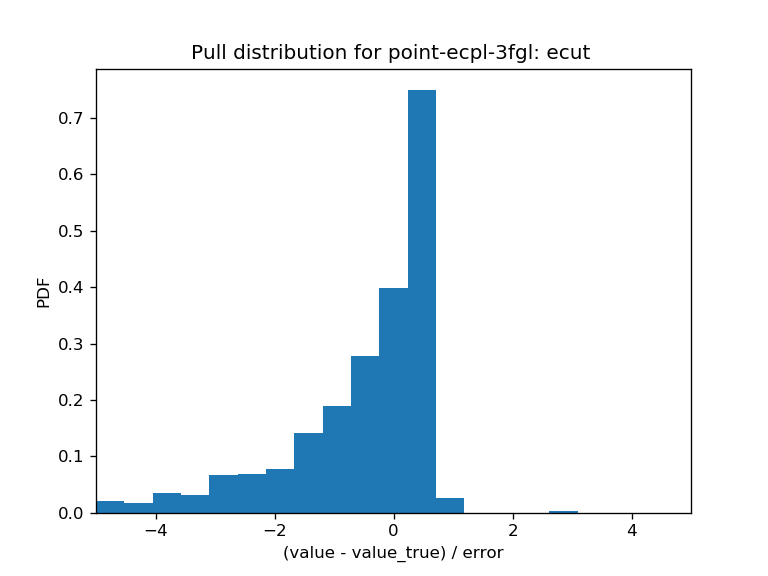 Pull distribution for point-ecpl-3fgl: ecut
PDF
0.7
0.6
0.5
0.4
0.3
0.2
0.1
0.0
−4 −2 0 2 4
(value - value_true) / error